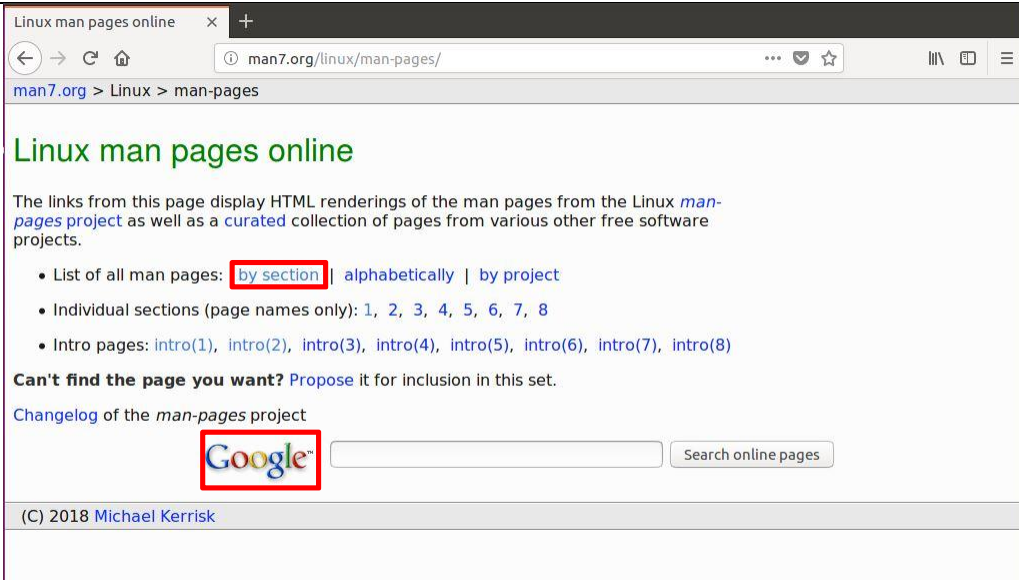 Linux man pages online
man7.org/linux/man-pages/
man7.org > Linux > man-pages
Linux man pages online
The links from this page display HTML renderings of the man pages from the Linux man-
pages project as well as a curated collection of pages from various other free software
projects.
• List of all man pages: by section | alphabetically | by project
• Individual sections (page names only): 1, 2, 3, 4, 5, 6, 7, 8
• Intro pages: intro(1), intro(2), intro(3), intro(4), intro(5), intro(6), intro(7), intro(8)
Can't find the page you want? Propose it for inclusion in this set.
Changelog of the man-pages project
Google™ Search online pages
(C) 2018 Michael Kerrisk